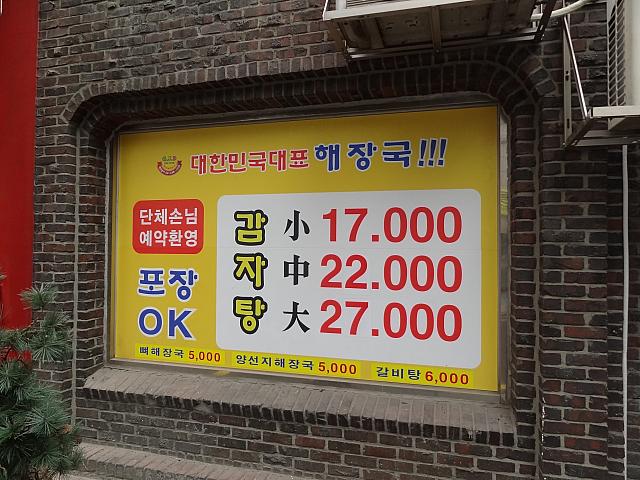 대한민국대표 해장국!!!
단체손님
예약환영
포장
OK
감 小 17.000
자 中 22.000
탕 大 27.000
뼈해장국 5,000 양선지해장국 5,000 갈비탕 6,000